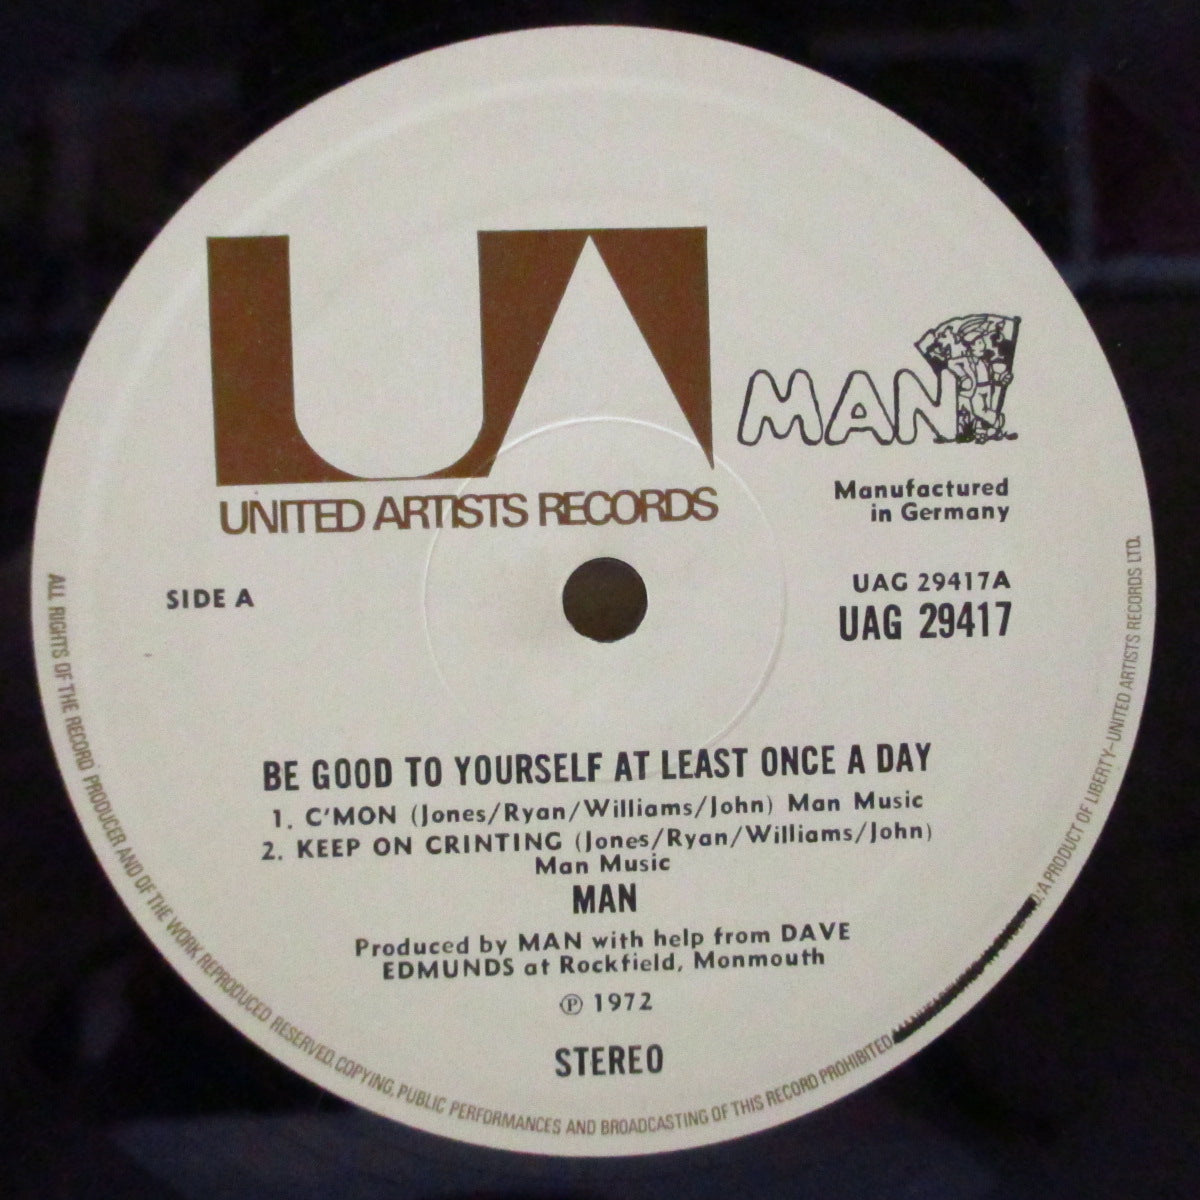 UA
UNITED ARTISTS RECORDS
MAN
Manufactured
in Germany
SIDE A
UAG 29417A
UAG 29417
BE GOOD TO YOURSELF AT LEAST ONCE A DAY
1. C'MON (Jones/Ryan/Williams/John) Man Music
2. KEEP ON CRINTING (Jones/Ryan/Williams/John)
Man Music
MAN
Produced by MAN with help from DAVE
EDMUNDS at Rockfield, Monmouth
℗ 1972
STEREO
ALL RIGHTS OF THE RECORD PRODUCER AND OF THE WORK REPRODUCED RESERVED. COPYING, PUBLIC PERFORMANCES AND BROADCASTING OF THIS RECORD PROHIBITED A PRODUCT OF LIBERTY-UNITED ARTISTS RECORDS LTD.